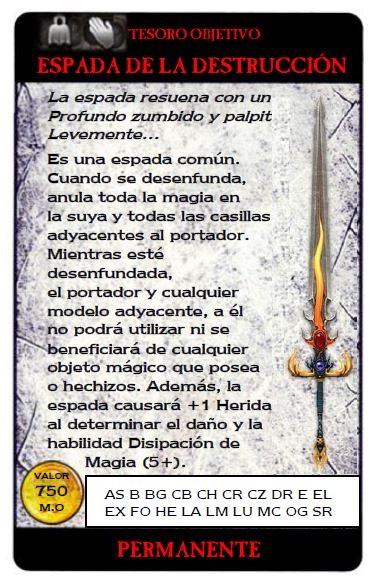 TESORO OBJETIVO
ESPADA DE LA DESTRUCCIÓN
La espada resuena con un
Profundo zumbido y palpit
Levemente...
Es una espada común.
Cuando se desenfunda,
anula toda la magia en
la suya y todas las casillas
adyacentes al portador.
Mientras esté
desenfundada,
el portador y cualquier
modelo adyacente, a él
no podrá utilizar ni se
beneficiará de cualquier
objeto mágico que posea
o hechizos. Además, la
espada causará +1 Herida
al determinar el daño y la
habilidad Disipación de
Magia (5+).
VALOR
750
M.O
AS B BG CB CH CR CZ DR E EL
EX FO HE LA LM LU MC OG SR
PERMANENTE